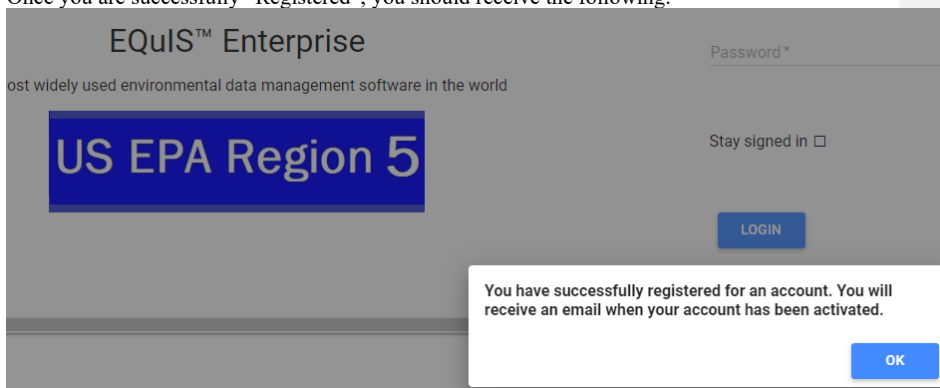 Once you are successfully "Registered", you should receive the following:
EQuIS™ Enterprise
ost widely used environmental data management software in the world
US EPA Region 5
Password*
Stay signed in
LOGIN
You have successfully registered for an account. You will
receive an email when your account has been activated.
OK